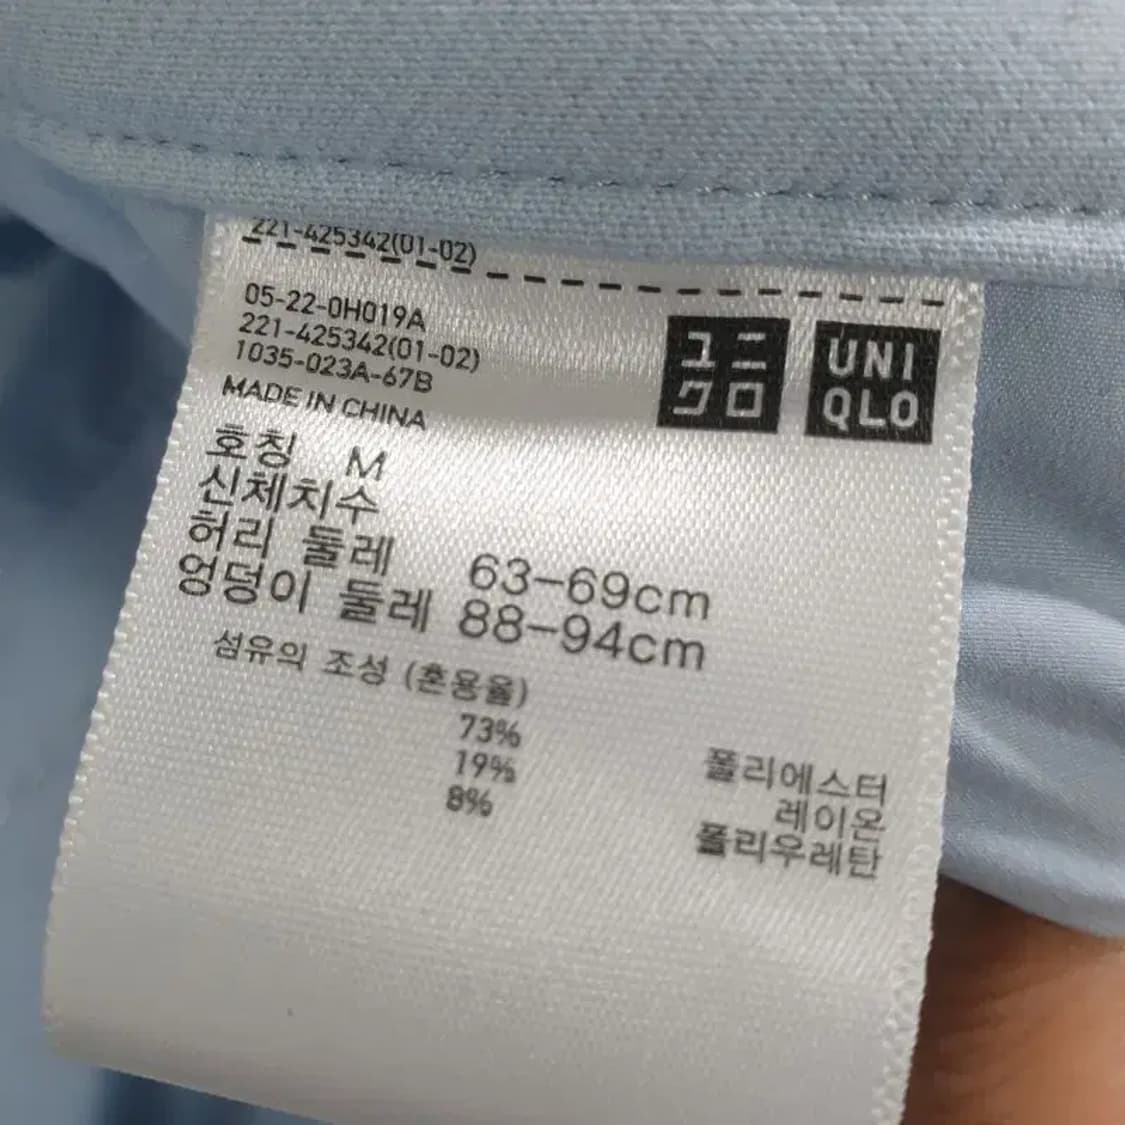 221-425342(01-02)
05-22-0H019A
221-425342(01-02)
1035-023A-67B
MADE IN CHINA
ユニ
クロ
UNI
QLO
호칭 M
신체치수
허리 둘레 63-69cm
엉덩이 둘레 88-94cm
섬유의 조성 (혼용율)
73% 폴리에스터
19% 레이온
8% 폴리우레탄